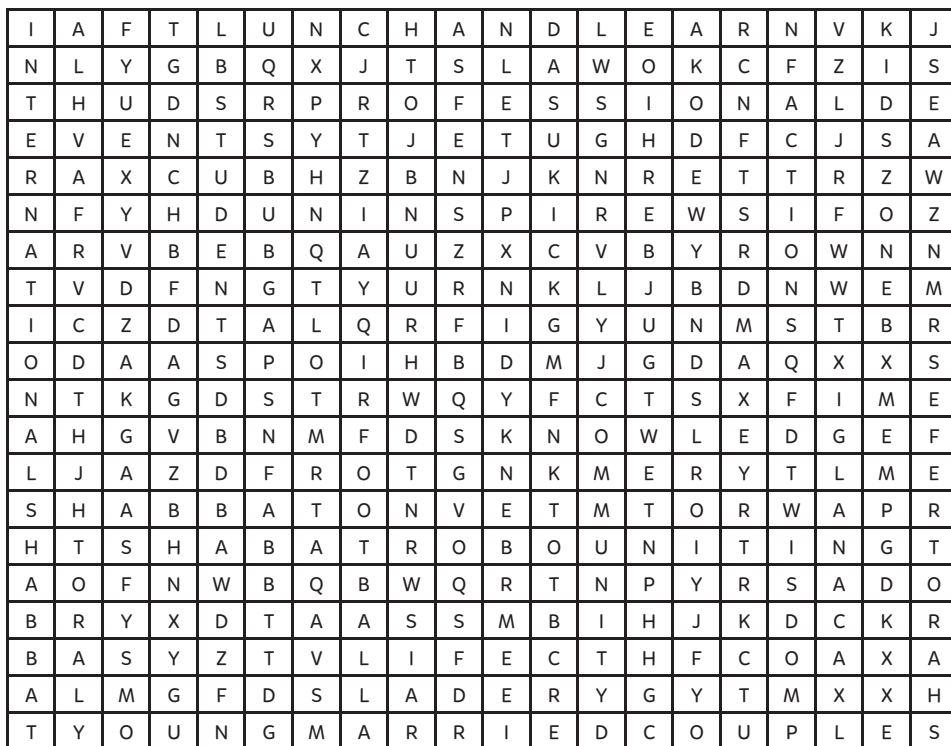 I A F T L U N C H A N D L E A R N V K J
N L Y G B Q X J T S L A W O K C F Z I S
T H U D S R P R O F E S S I O N A L D E
E V E N T S Y T J E T U G H D F C J S A
R A X C U B H Z B N J K N R E T T R Z W
N F Y H D U N I N S P I R E W S I F O Z
A R V B E B Q A U Z X C V B Y R O W N N
T V D F N G T Y U R N K L J B D N W E M
I C Z D T A L Q R F I G Y U N M S T B R
O D A A S P O I H B D M J G D A Q X X S
N T K G D S T R W Q Y F C T S X F I M E
A H G V B N M F D S K N O W L E D G E F
L J A Z D F R O T G N K M E R Y T L M E
S H A B B A T O N V E T M T O R W A P R
H T S H A B A T R O B O U N I T I N G T
A O F N W B Q B W Q R T N P Y R S A D O
B R Y X D T A A S S M B I H J K D C K R
B A S Y Z T V L I F E C T H F C O A X A
A L M G F D S L A D E R Y G Y T M X X H
T Y O U N G M A R R I E D C O U P L E S